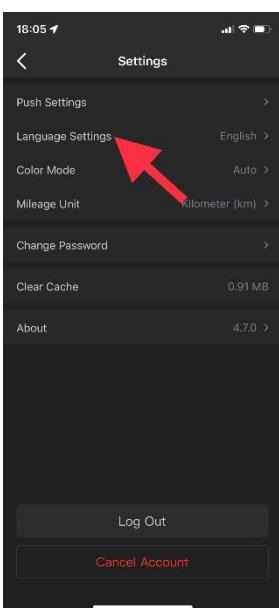 18:05
Settings
Push Settings
Language Settings English
Color Mode Auto
Mileage Unit Kilometer (km)
Change Password
Clear Cache 0.91 MB
About 4.7.0
Log Out
Cancel Account